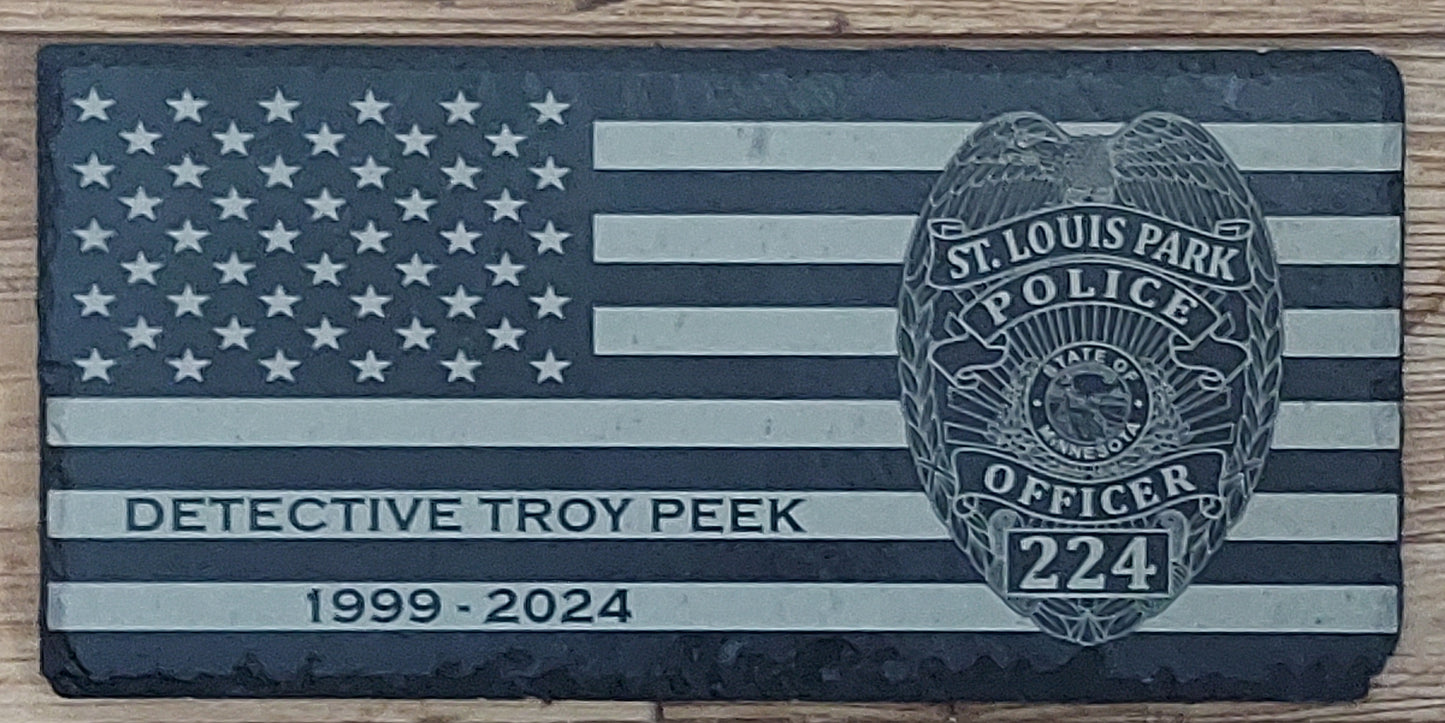 ST. LOUIS PARK
POLICE
STATE OF
MINNESOTA
OFFICER
224
DETECTIVE TROY PEEK
1999 - 2024